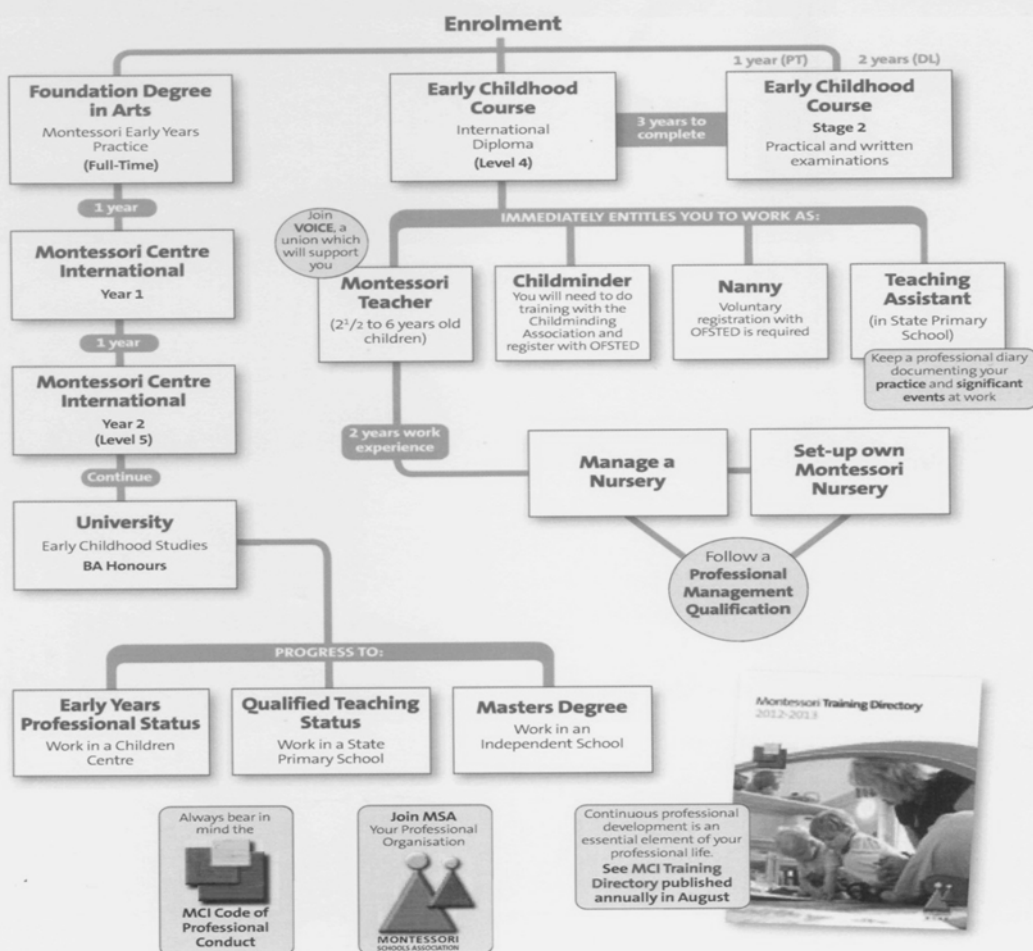 Enrolment
1 year (PT)
2 years (DL)
Foundation Degree
in Arts
Montessori Early Years
Practice
(Full-Time)
Early Childhood
Course
International
Diploma
(Level 4)
3 years to
complete
Early Childhood
Course
Stage 2
Practical and written
examinations
1 year
IMMEDIATELY ENTITLES YOU TO WORK AS:
Join
VOICE, a
union which
will support
you
Montessori Centre
International
Year 1
Montessori
Teacher
(2 1/2 to 6 years old
children)
Childminder
You will need to do
training with the
Childminding
Association and
register with OFSTED
Nanny
Voluntary
registration with
OFSTED is required
Teaching
Assistant
(in State Primary
School)
Keep a professional diary
documenting your
practice and significant
events at work
1 year
Montessori Centre
International
Year 2
(Level 5)
2 years work
experience
Manage a
Nursery
Set-up own
Montessori
Nursery
Continue
University
Early Childhood Studies
BA Honours
Follow a
Professional
Management
Qualification
PROGRESS TO:
Early Years
Professional Status
Work in a Children
Centre
Qualified Teaching
Status
Work in a State
Primary School
Masters Degree
Work in an
Independent School
Montessori Training Directory
2012-2013
Always bear in
mind the
MCI Code of
Professional
Conduct
Join MSA
Your Professional
Organisation
MONTESSORI
SCHOOLS ASSOCIATION
Continuous professional
development is an
essential element of your
professional life.
See MCI Training
Directory published
annually in August